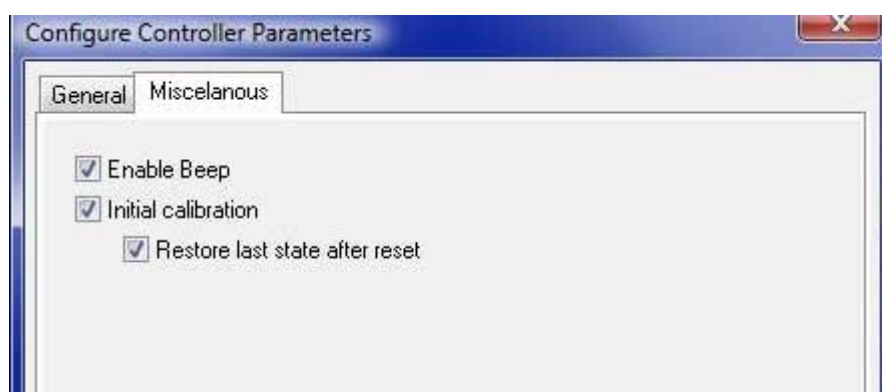 Configure Controller Parameters
General Miscelanous
Enable Beep
Initial calibration
Restore last state after reset